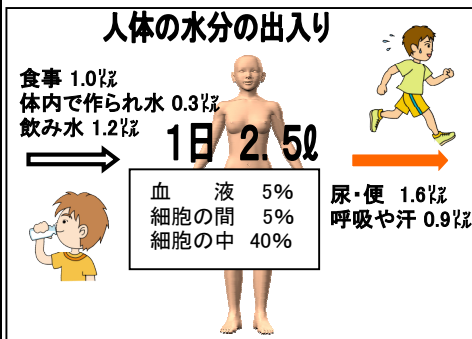 人体の水分の出入り
食事 1.0㍑
体内で作られ水 0.3㍑
飲み水 1.2㍑
1日 2.5ℓ
血　液 5%
細胞の間 5%
細胞の中 40%
尿・便 1.6㍑
呼吸や汗 0.9㍑